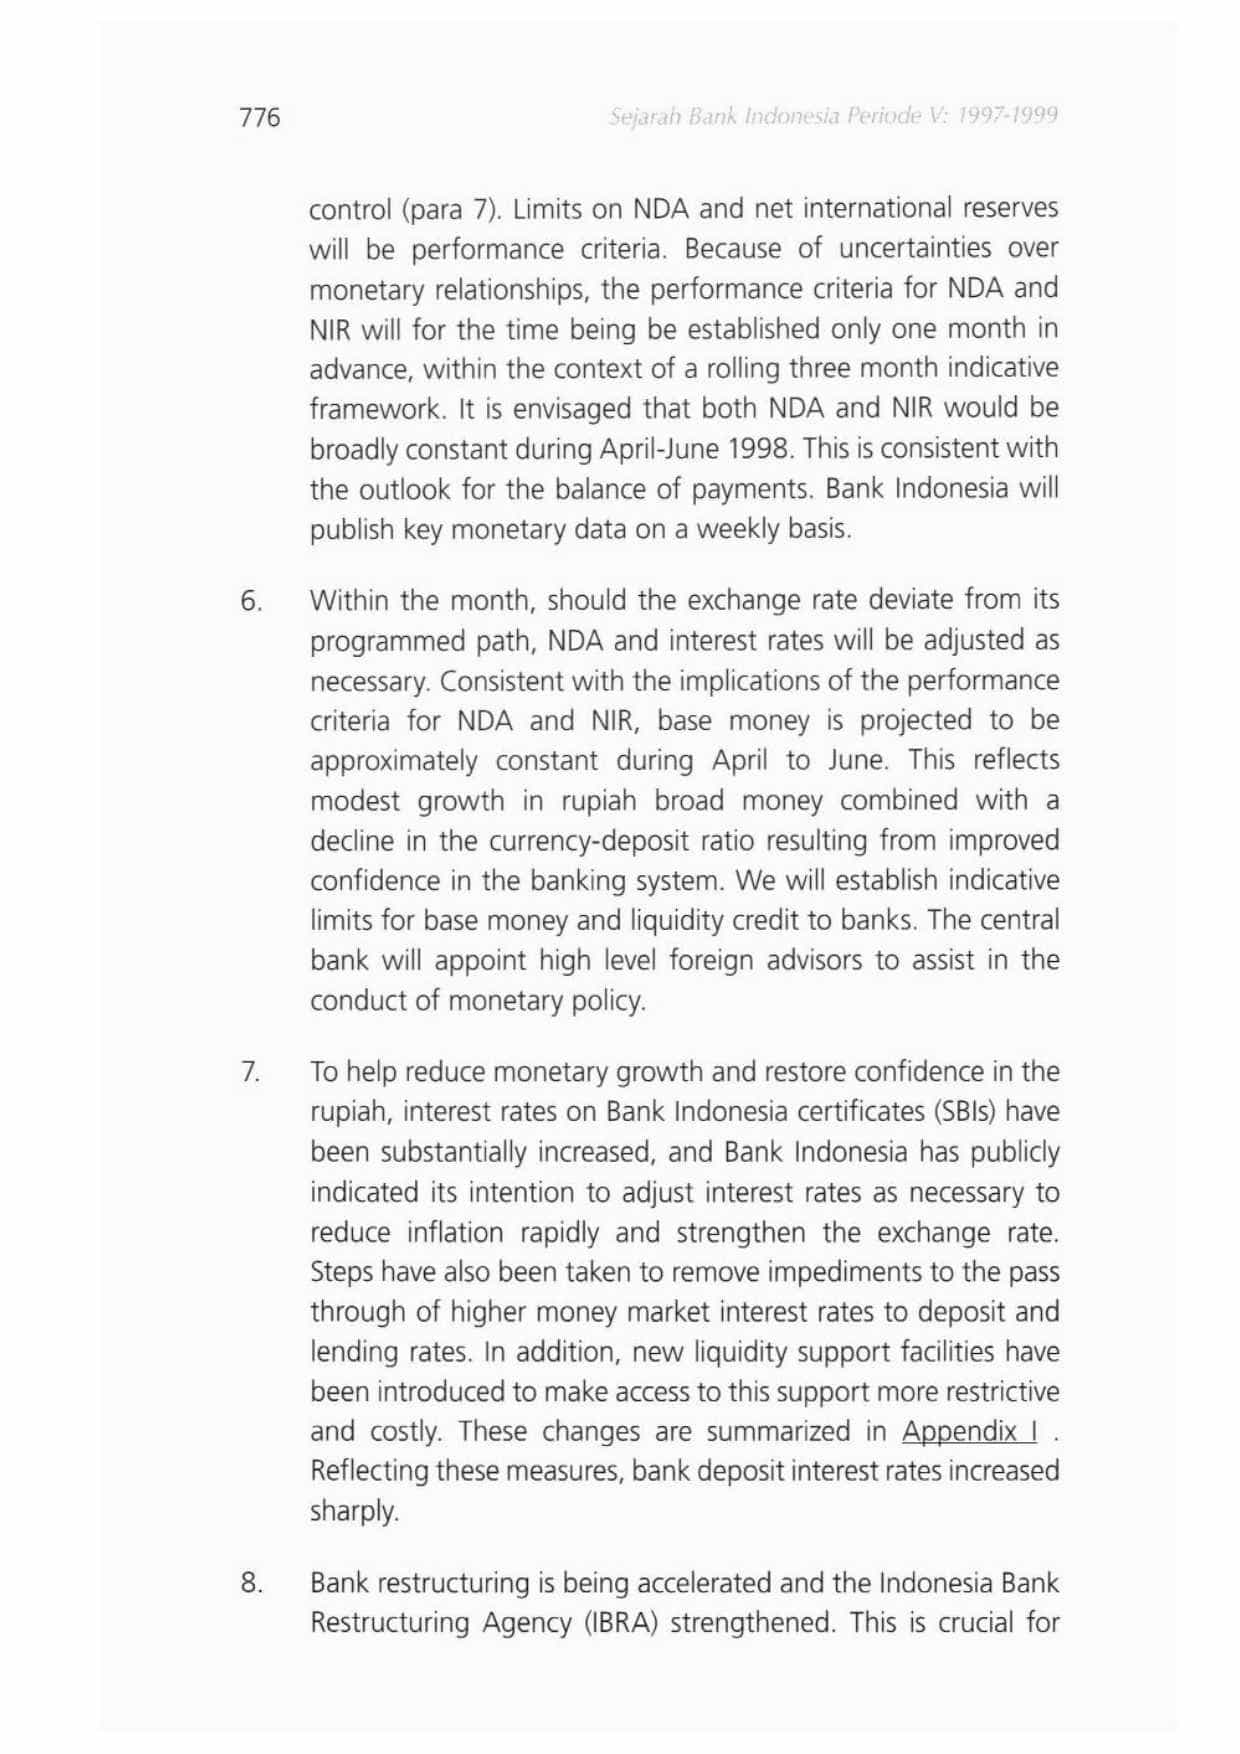 776
Sejarah Bank Indonesia Periode V: 1997-1999
control (para 7). Limits on NDA and net international reserves
will be performance criteria. Because of uncertainties over
monetary relationships, the performance criteria for NDA and
NIR will for the time being be established only one month in
advance, within the context of a rolling three month indicative
framework. It is envisaged that both NDA and NIR would be
broadly constant during April-June 1998. This is consistent with
the outlook for the balance of payments. Bank Indonesia will
publish key monetary data on a weekly basis.
6. Within the month, should the exchange rate deviate from its
programmed path, NDA and interest rates will be adjusted as
necessary. Consistent with the implications of the performance
criteria for NDA and NIR, base money is projected to be
approximately constant during April to June. This reflects
modest growth in rupiah broad money combined with a
decline in the currency-deposit ratio resulting from improved
confidence in the banking system. We will establish indicative
limits for base money and liquidity credit to banks. The central
bank will appoint high level foreign advisors to assist in the
conduct of monetary policy.
7. To help reduce monetary growth and restore confidence in the
rupiah, interest rates on Bank Indonesia certificates (SBIs) have
been substantially increased, and Bank Indonesia has publicly
indicated its intention to adjust interest rates as necessary to
reduce inflation rapidly and strengthen the exchange rate.
Steps have also been taken to remove impediments to the pass
through of higher money market interest rates to deposit and
lending rates. In addition, new liquidity support facilities have
been introduced to make access to this support more restrictive
and costly. These changes are summarized in Appendix I .
Reflecting these measures, bank deposit interest rates increased
sharply.
8. Bank restructuring is being accelerated and the Indonesia Bank
Restructuring Agency (IBRA) strengthened. This is crucial for